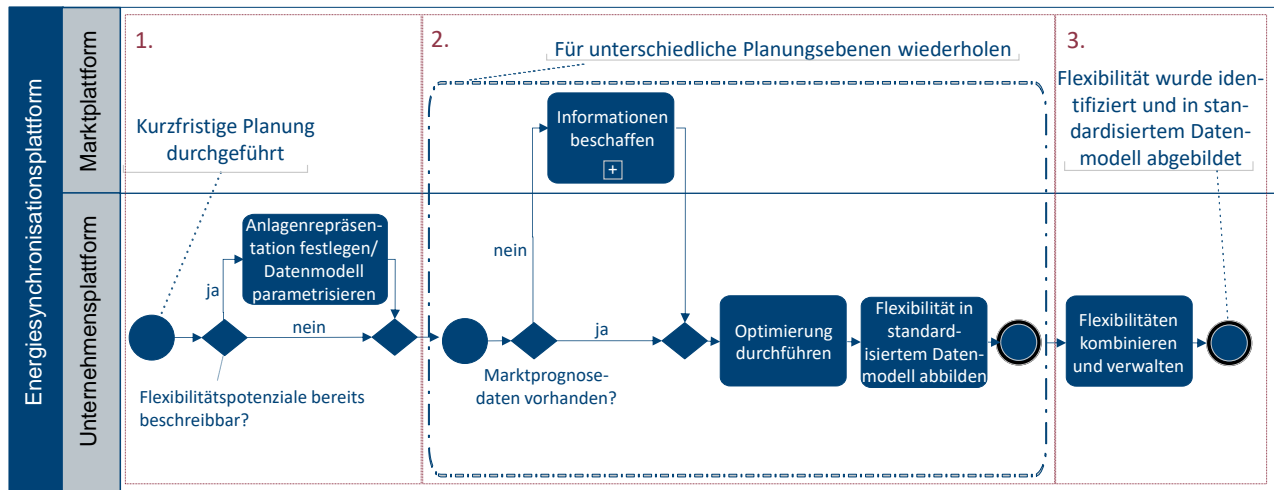 Energiesynchronisationsplattform
Marktplattform
Unternehmensplattform
1.
Kurzfristige Planung
durchgeführt
Anlagenrepräsen-
tation festlegen/
Datenmodell
parametrisieren
ja
nein
Flexibilitätspotenziale bereits
beschreibbar?
2.
Für unterschiedliche Planungsebenen wiederholen
Informationen
beschaffen
+
nein
ja
Marktprognose-
daten vorhanden?
Optimierung
durchführen
Flexibilität in
standard-
isiertem Daten-
modell abbilden
3.
Flexibilität wurde iden-
tifiziert und in stan-
dardisiertem Daten-
modell abgebildet
Flexibilitäten
kombinieren
und verwalten